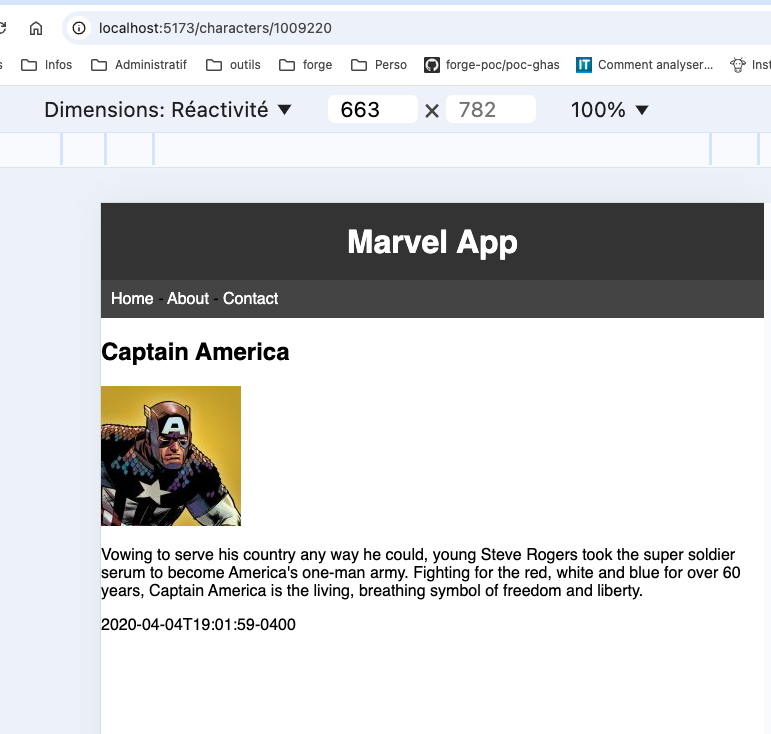 localhost:5173/characters/1009220
s Infos Administratif outils forge Perso forge-poc/poc-ghas IT Comment analyser... Inst
Dimensions: Réactivité ▼ 663 × 782 100% ▼
Marvel App
Home - About - Contact
Captain America
A
Vowing to serve his country any way he could, young Steve Rogers took the super soldier
serum to become America's one-man army. Fighting for the red, white and blue for over 60
years, Captain America is the living, breathing symbol of freedom and liberty.
2020-04-04T19:01:59-0400